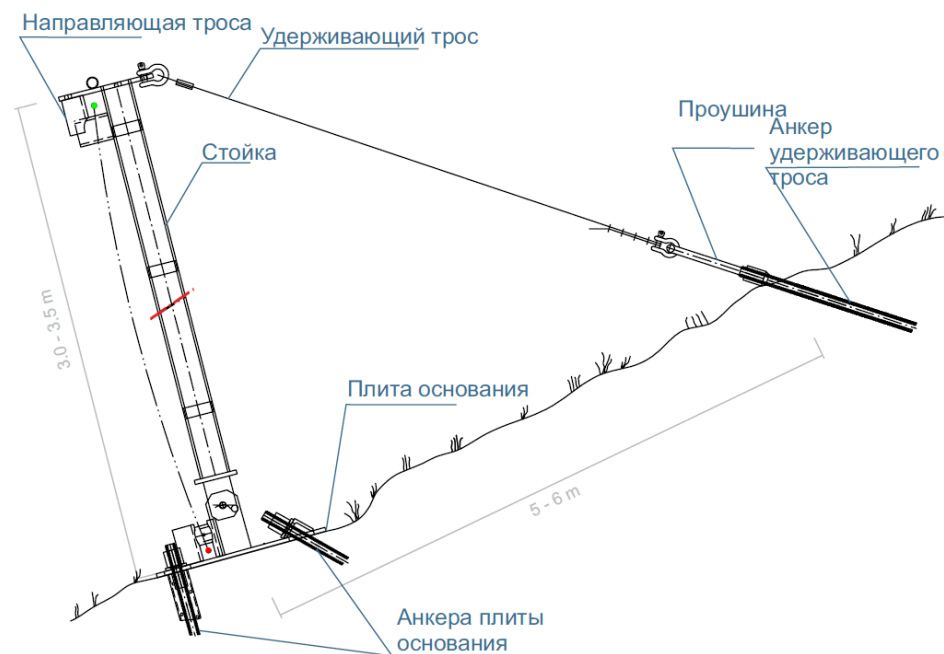 Направляющая троса
Удерживающий трос
Проушина
Анкер
удерживающего
троса
Стойка
3.0 - 3.5 m
Плита основания
5 - 6 m
Анкера плиты
основания